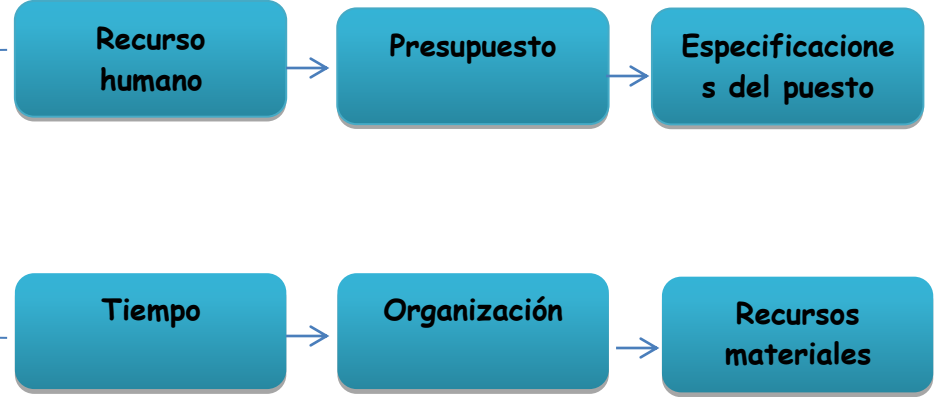 Recurso
humano
Presupuesto
Especificacione
s del puesto
Tiempo
Organización
Recursos
materiales